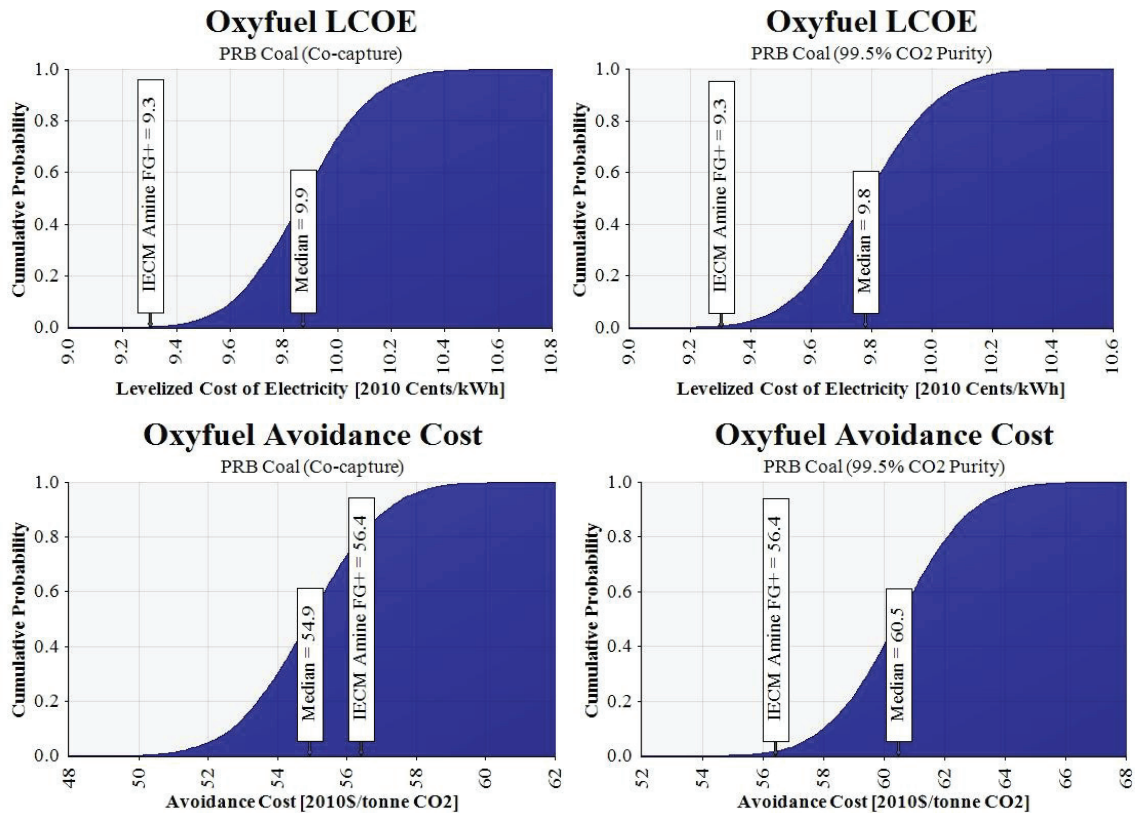 Oxyfuel LCOE
PRB Coal (Co-capture)
Cumulative Probability
1.0
0.8
0.6
0.4
0.2
0.0
IECM Amine FG+ = 9.3
Median = 9.9
9.0
9.2
9.4
9.6
9.8
10.0
10.2
10.4
10.6
10.8
Levelized Cost of Electricity [2010 Cents/kWh]
Oxyfuel LCOE
PRB Coal (99.5% CO2 Purity)
Cumulative Probability
1.0
0.8
0.6
0.4
0.2
0.0
IECM Amine FG+ = 9.3
Median = 9.8
9.0
9.2
9.4
9.6
9.8
10.0
10.2
10.4
10.6
Levelized Cost of Electricity [2010 Cents/kWh]
Oxyfuel Avoidance Cost
PRB Coal (Co-capture)
Cumulative Probability
1.0
0.8
0.6
0.4
0.2
0.0
Median = 54.9
IECM Amine FG+ = 56.4
48
50
52
54
56
58
60
62
Avoidance Cost [2010$/tonne CO2]
Oxyfuel Avoidance Cost
PRB Coal (99.5% CO2 Purity)
Cumulative Probability
1.0
0.8
0.6
0.4
0.2
0.0
IECM Amine FG+ = 56.4
Median = 60.5
52
54
56
58
60
62
64
66
68
Avoidance Cost [2010$/tonne CO2]